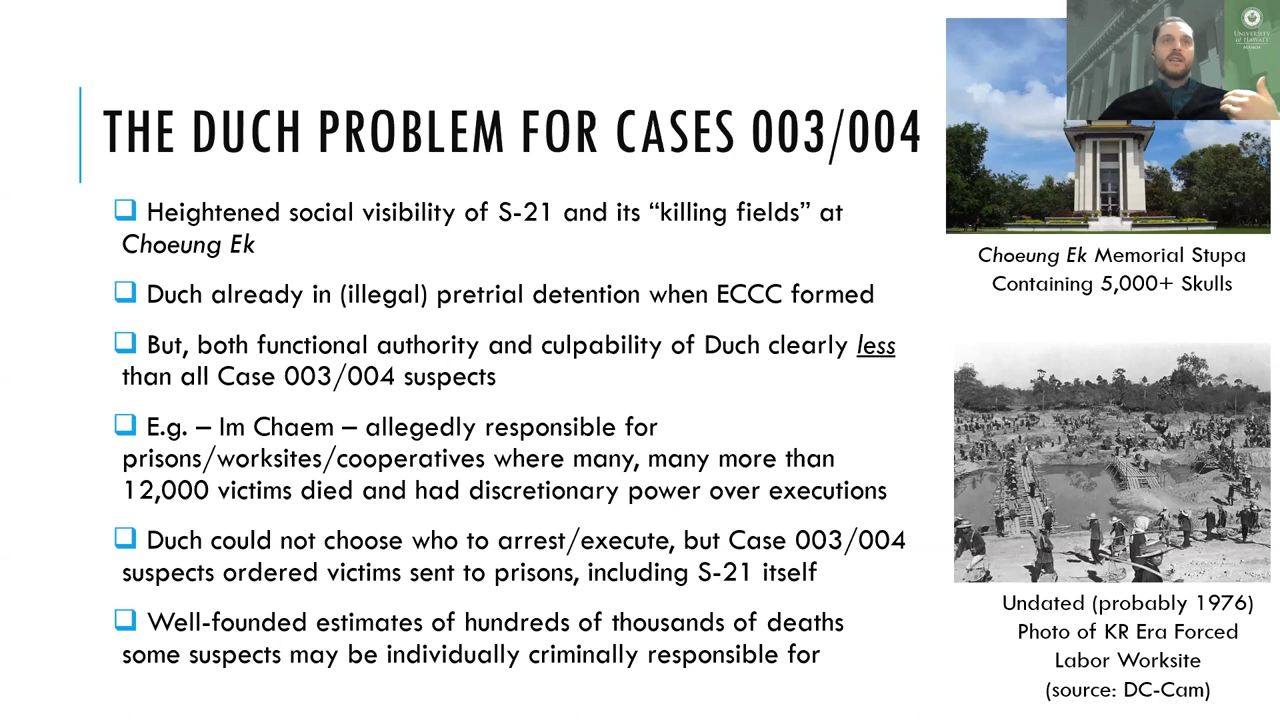 THE DUCH PROBLEM FOR CASES 003/004
❑ Heightened social visibility of S-21 and its “killing fields” at
Choeung Ek
❑ Duch already in (illegal) pretrial detention when ECCC formed
❑ But, both functional authority and culpability of Duch clearly less
than all Case 003/004 suspects
❑ E.g. – Im Chaem – allegedly responsible for
prisons/worksites/cooperatives where many, many more than
12,000 victims died and had discretionary power over executions
❑ Duch could not choose who to arrest/execute, but Case 003/004
suspects ordered victims sent to prisons, including S-21 itself
❑ Well-founded estimates of hundreds of thousands of deaths
some suspects may be individually criminally responsible for
UNIVERSITY
of HAWAI‘I
MĀNOA
Choeung Ek Memorial Stupa
Containing 5,000+ Skulls
Undated (probably 1976)
Photo of KR Era Forced
Labor Worksite
(source: DC-Cam)